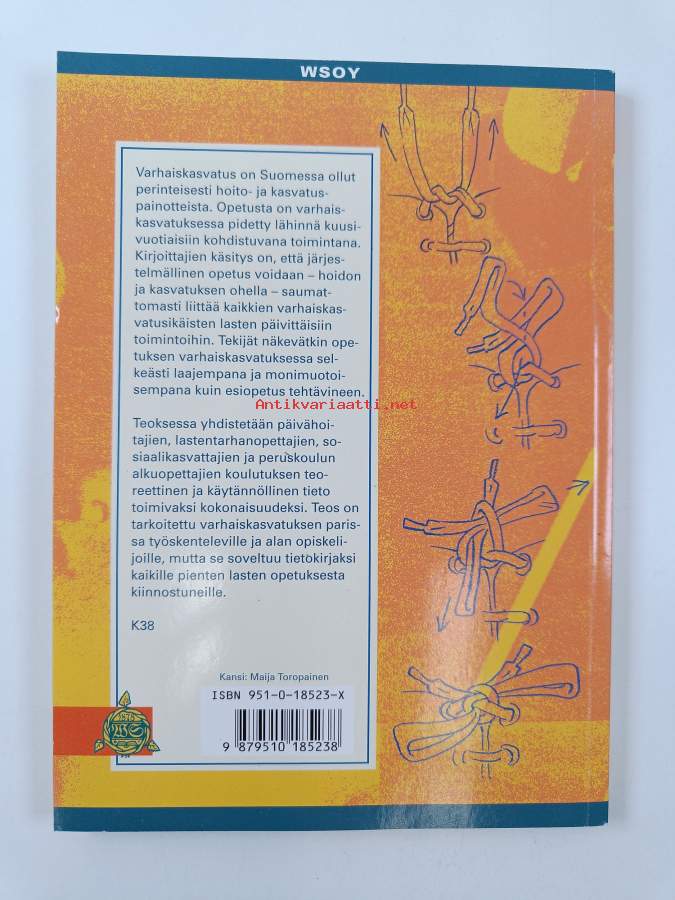 WSOY
Varhaiskasvatus on Suomessa ollut
perinteisesti hoito- ja kasvatus-
painotteista. Opetusta on varhais-
kasvatuksessa pidetty lähinnä kuusi-
vuotiaisiin kohdistuvana toimintana.
Kirjoittajien käsitys on, että järjes-
telmällinen opetus voidaan – hoidon
ja kasvatuksen ohella – saumat-
tomasti liittää kaikkien varhaiskas-
vatusikäisten lasten päivittäisiin
toimintoihin. Tekijät näkevätkin ope-
tuksen varhaiskasvatuksessa sel-
keästi laajempana ja monimuotoi-
sempana kuin esiopetus tehtävineen.
Antikvariaatti.net
Teoksessa yhdistetään päivähoi-
tajien, lastentarhanopettajien, so-
siaalikasvattajien ja peruskoulun
alkuopettajien koulutuksen teo-
reettinen ja käytännöllinen tieto
toimivaksi kokonaisuudeksi. Teos on
tarkoitettu varhaiskasvatuksen paris-
sa työskenteleville ja alan opiskeli-
joille, mutta se soveltuu tietokirjaksi
kaikille pienten lasten opetuksesta
kiinnostuneille.
K38
Kansi: Maija Toropainen
ISBN 951-0-18523-X
9 879510 185238
1878
WS